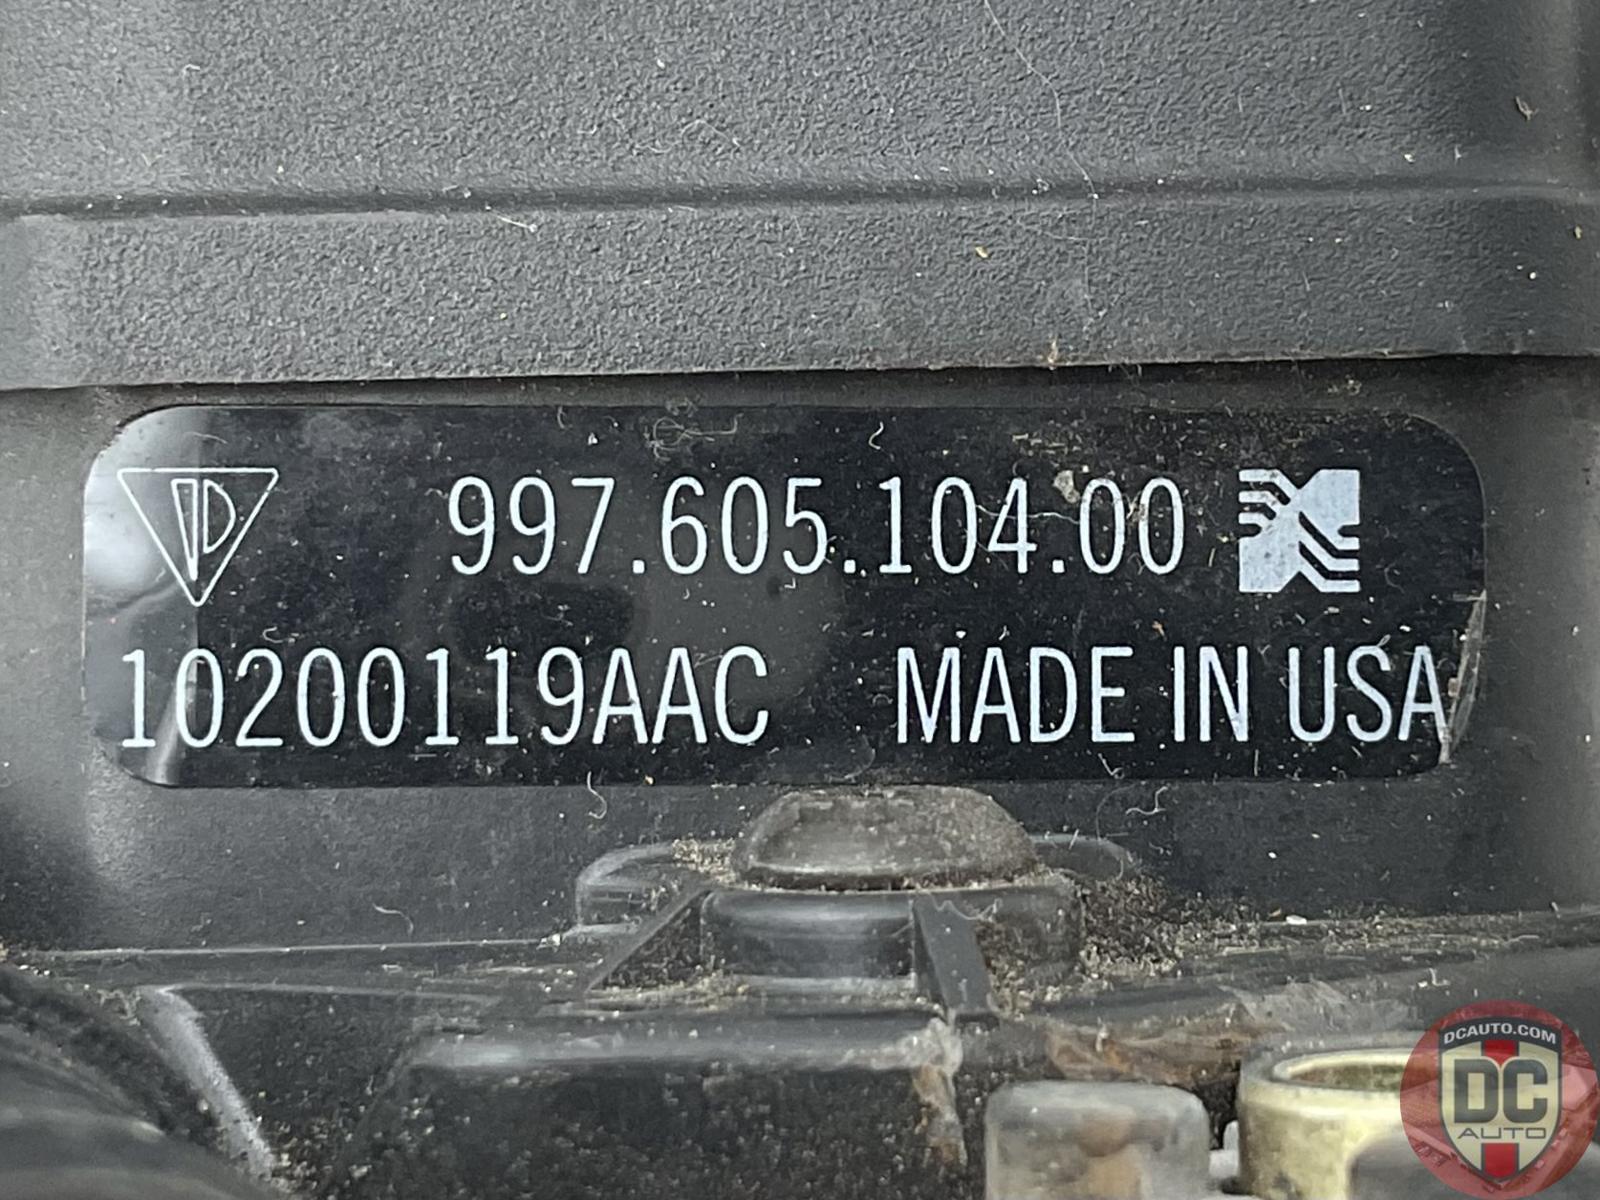 997.605.104.00
10200119AAC MADE IN USA
DCAUTO.COM
DC
AUTO